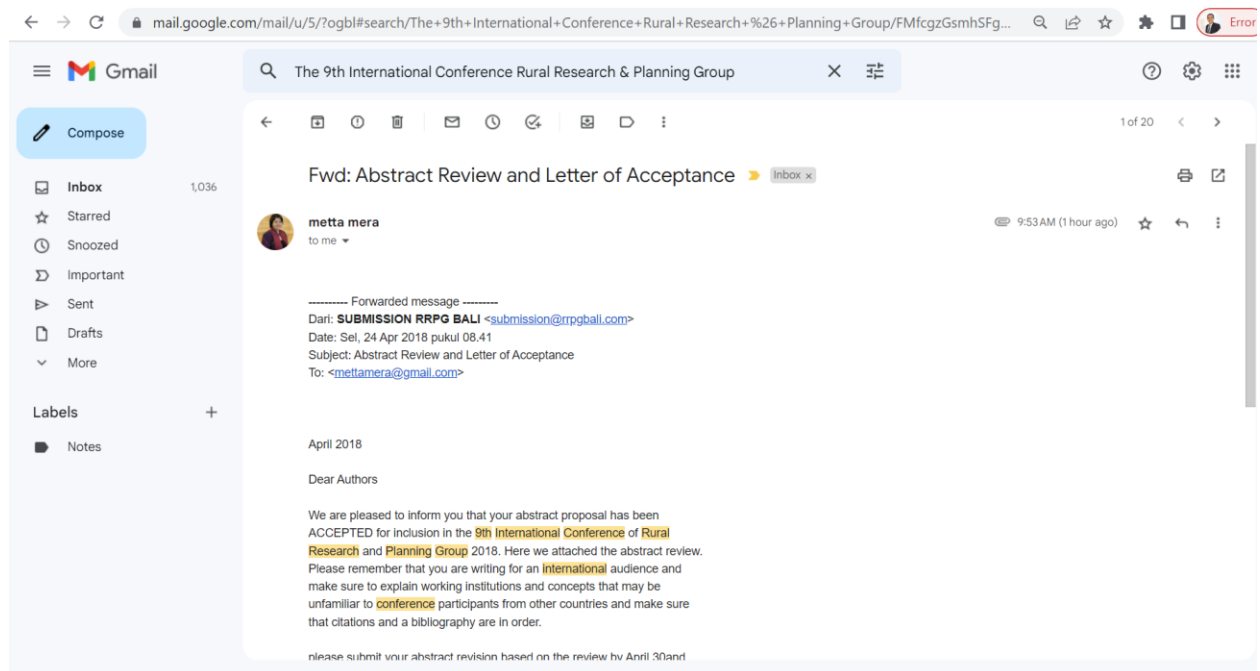 mail.google.com/mail/u/5/?ogbl#search/The+9th+International+Conference+Rural+Research+%26+Planning+Group/FMfcgzGsmhSFg...
Error
Gmail
The 9th International Conference Rural Research & Planning Group
Compose
1 of 20
Fwd: Abstract Review and Letter of Acceptance Inbox x
Inbox 1,036
Starred
Snoozed
Important
Sent
Drafts
More
Labels +
Notes
metta mera 9:53 AM (1 hour ago)
to me
---------- Forwarded message ---------
Dari: SUBMISSION RRPG BALI <submission@rrpgbali.com>
Date: Sel, 24 Apr 2018 pukul 08.41
Subject: Abstract Review and Letter of Acceptance
To: <mettamera@gmail.com>
April 2018
Dear Authors
We are pleased to inform you that your abstract proposal has been
ACCEPTED for inclusion in the 9th International Conference of Rural
Research and Planning Group 2018. Here we attached the abstract review.
Please remember that you are writing for an international audience and
make sure to explain working institutions and concepts that may be
unfamiliar to conference participants from other countries and make sure
that citations and a bibliography are in order.
please submit your abstract revision based on the review by April 30and